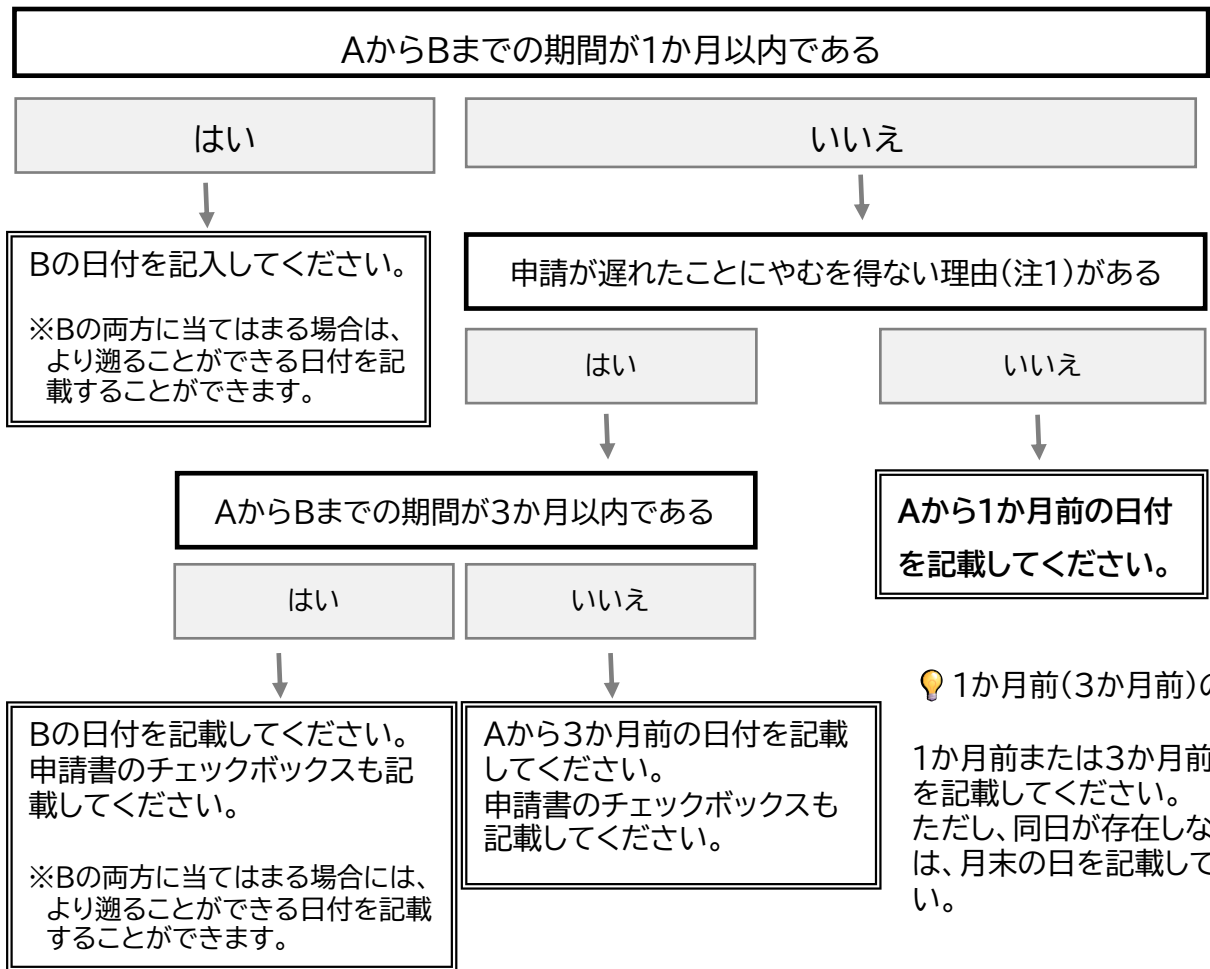 AからBまでの期間が1か月以内である
はい
いいえ
Bの日付を記入してください。
※Bの両方に当てはまる場合は、
より遡ることができる日付を記
載することができます。
申請が遅れたことにやむを得ない理由(注1)がある
はい
いいえ
AからBまでの期間が3か月以内である
Aから1か月前の日付
を記載してください。
はい
いいえ
Bの日付を記載してください。
申請書のチェックボックスも記
載してください。
※Bの両方に当てはまる場合には、
より遡ることができる日付を記載
することができます。
Aから3か月前の日付を記載
してください。
申請書のチェックボックスも
記載してください。
1か月前(3か月前)の
1か月前または3か月前
を記載してください。
ただし、同日が存在しな
は、月末の日を記載して
い。